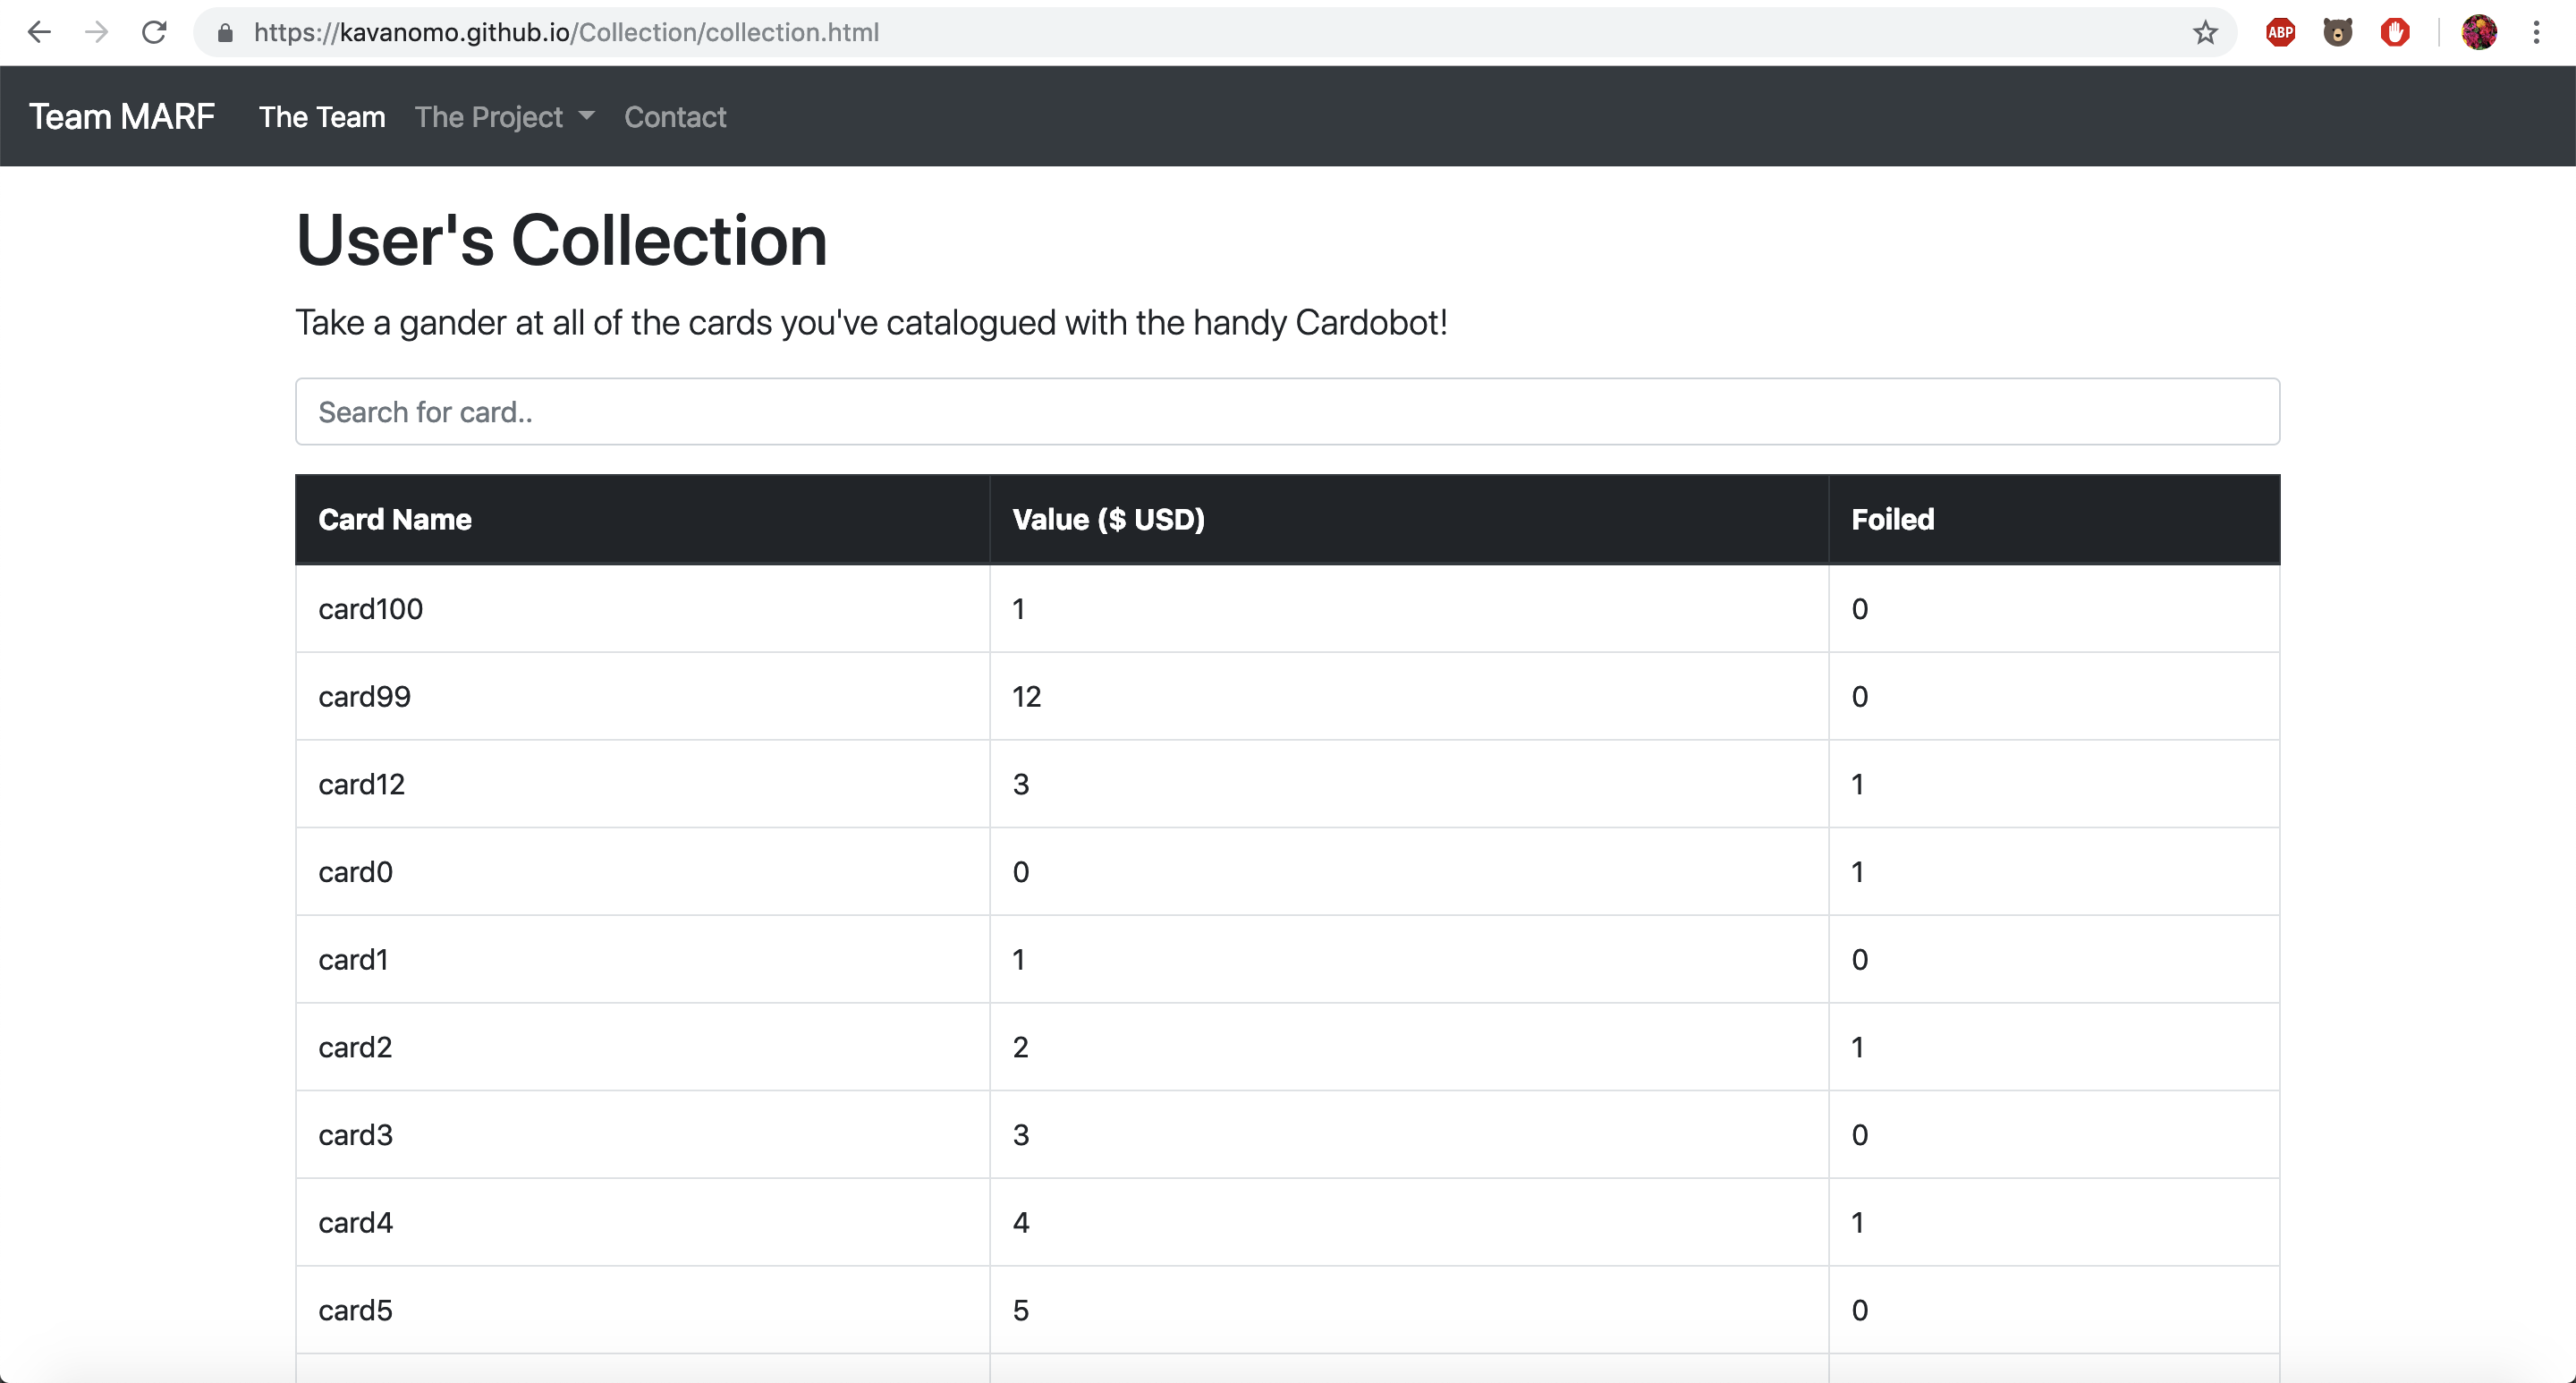 https://kavanomo.github.io/Collection/collection.html
ABP
Team MARF The Team The Project Contact
User's Collection
Take a gander at all of the cards you've catalogued with the handy Cardobot!
Search for card..
Card Name Value ($ USD) Foiled
card100 1 0
card99 12 0
card12 3 1
card0 0 1
card1 1 0
card2 2 1
card3 3 0
card4 4 1
card5 5 0